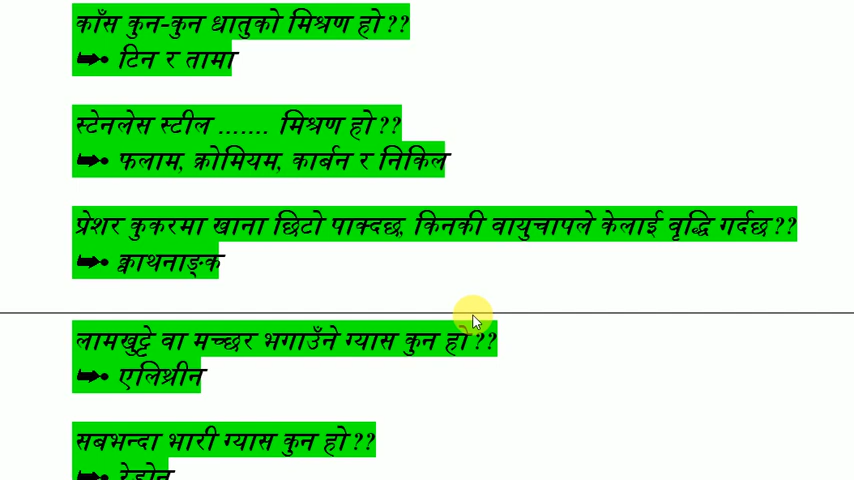 काँस कुन-कुन धातुको मिश्रण हो??
➥ टिन र तामा
स्टेनलेस स्टील ....... मिश्रण हो??
➥ फलाम, क्रोमियम, कार्बन र निकिल
प्रेशर कुकरमा खाना छिटो पाक्दछ, किनकी वायुचापले केलाई वृद्धि गर्दछ??
➥ क्वाथनाङ्क
लामखुट्टे वा मच्छर भगाउँने ग्यास कुन हो??
➥ एलिथ्रीन
सबभन्दा भारी ग्यास कुन हो??
➥ रेडोन